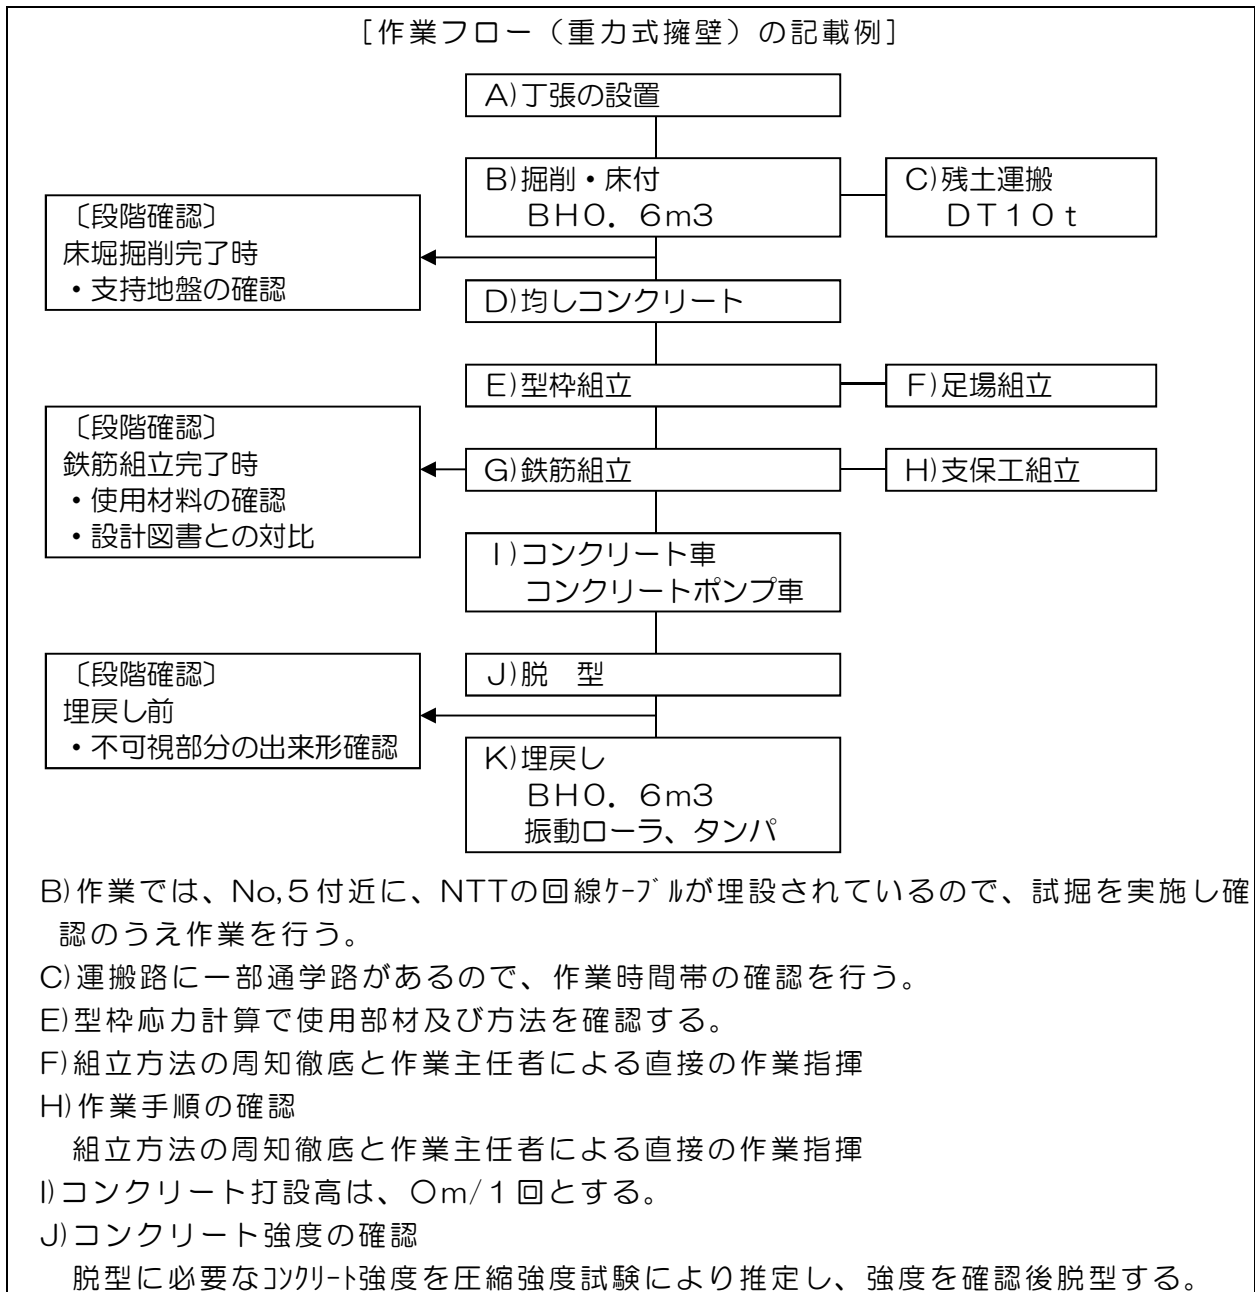 ［作業フロー（重力式擁壁）の記載例］
A)丁張の設置
B)掘削・床付
BH0．6m3
C)残土運搬
DT10t
〔段階確認〕
床堀掘削完了時
・支持地盤の確認
D)均しコンクリート
E)型枠組立
F)足場組立
〔段階確認〕
鉄筋組立完了時
・使用材料の確認
・設計図書との対比
G)鉄筋組立
H)支保工組立
I)コンクリート車
コンクリートポンプ車
〔段階確認〕
埋戻し前
・不可視部分の出来形確認
J)脱　型
K)埋戻し
BH0．6m3
振動ローラ、タンパ
B)作業では、No,5付近に、NTTの回線ｹｰﾌﾞﾙが埋設されているので、試掘を実施し確
認のうえ作業を行う。
C)運搬路に一部通学路があるので、作業時間帯の確認を行う。
E)型枠応力計算で使用部材及び方法を確認する。
F)組立方法の周知徹底と作業主任者による直接の作業指揮
H)作業手順の確認
組立方法の周知徹底と作業主任者による直接の作業指揮
I)コンクリート打設高は、〇m/1回とする。
J)コンクリート強度の確認
脱型に必要なｺﾝｸﾘｰﾄ強度を圧縮強度試験により推定し、強度を確認後脱型する。